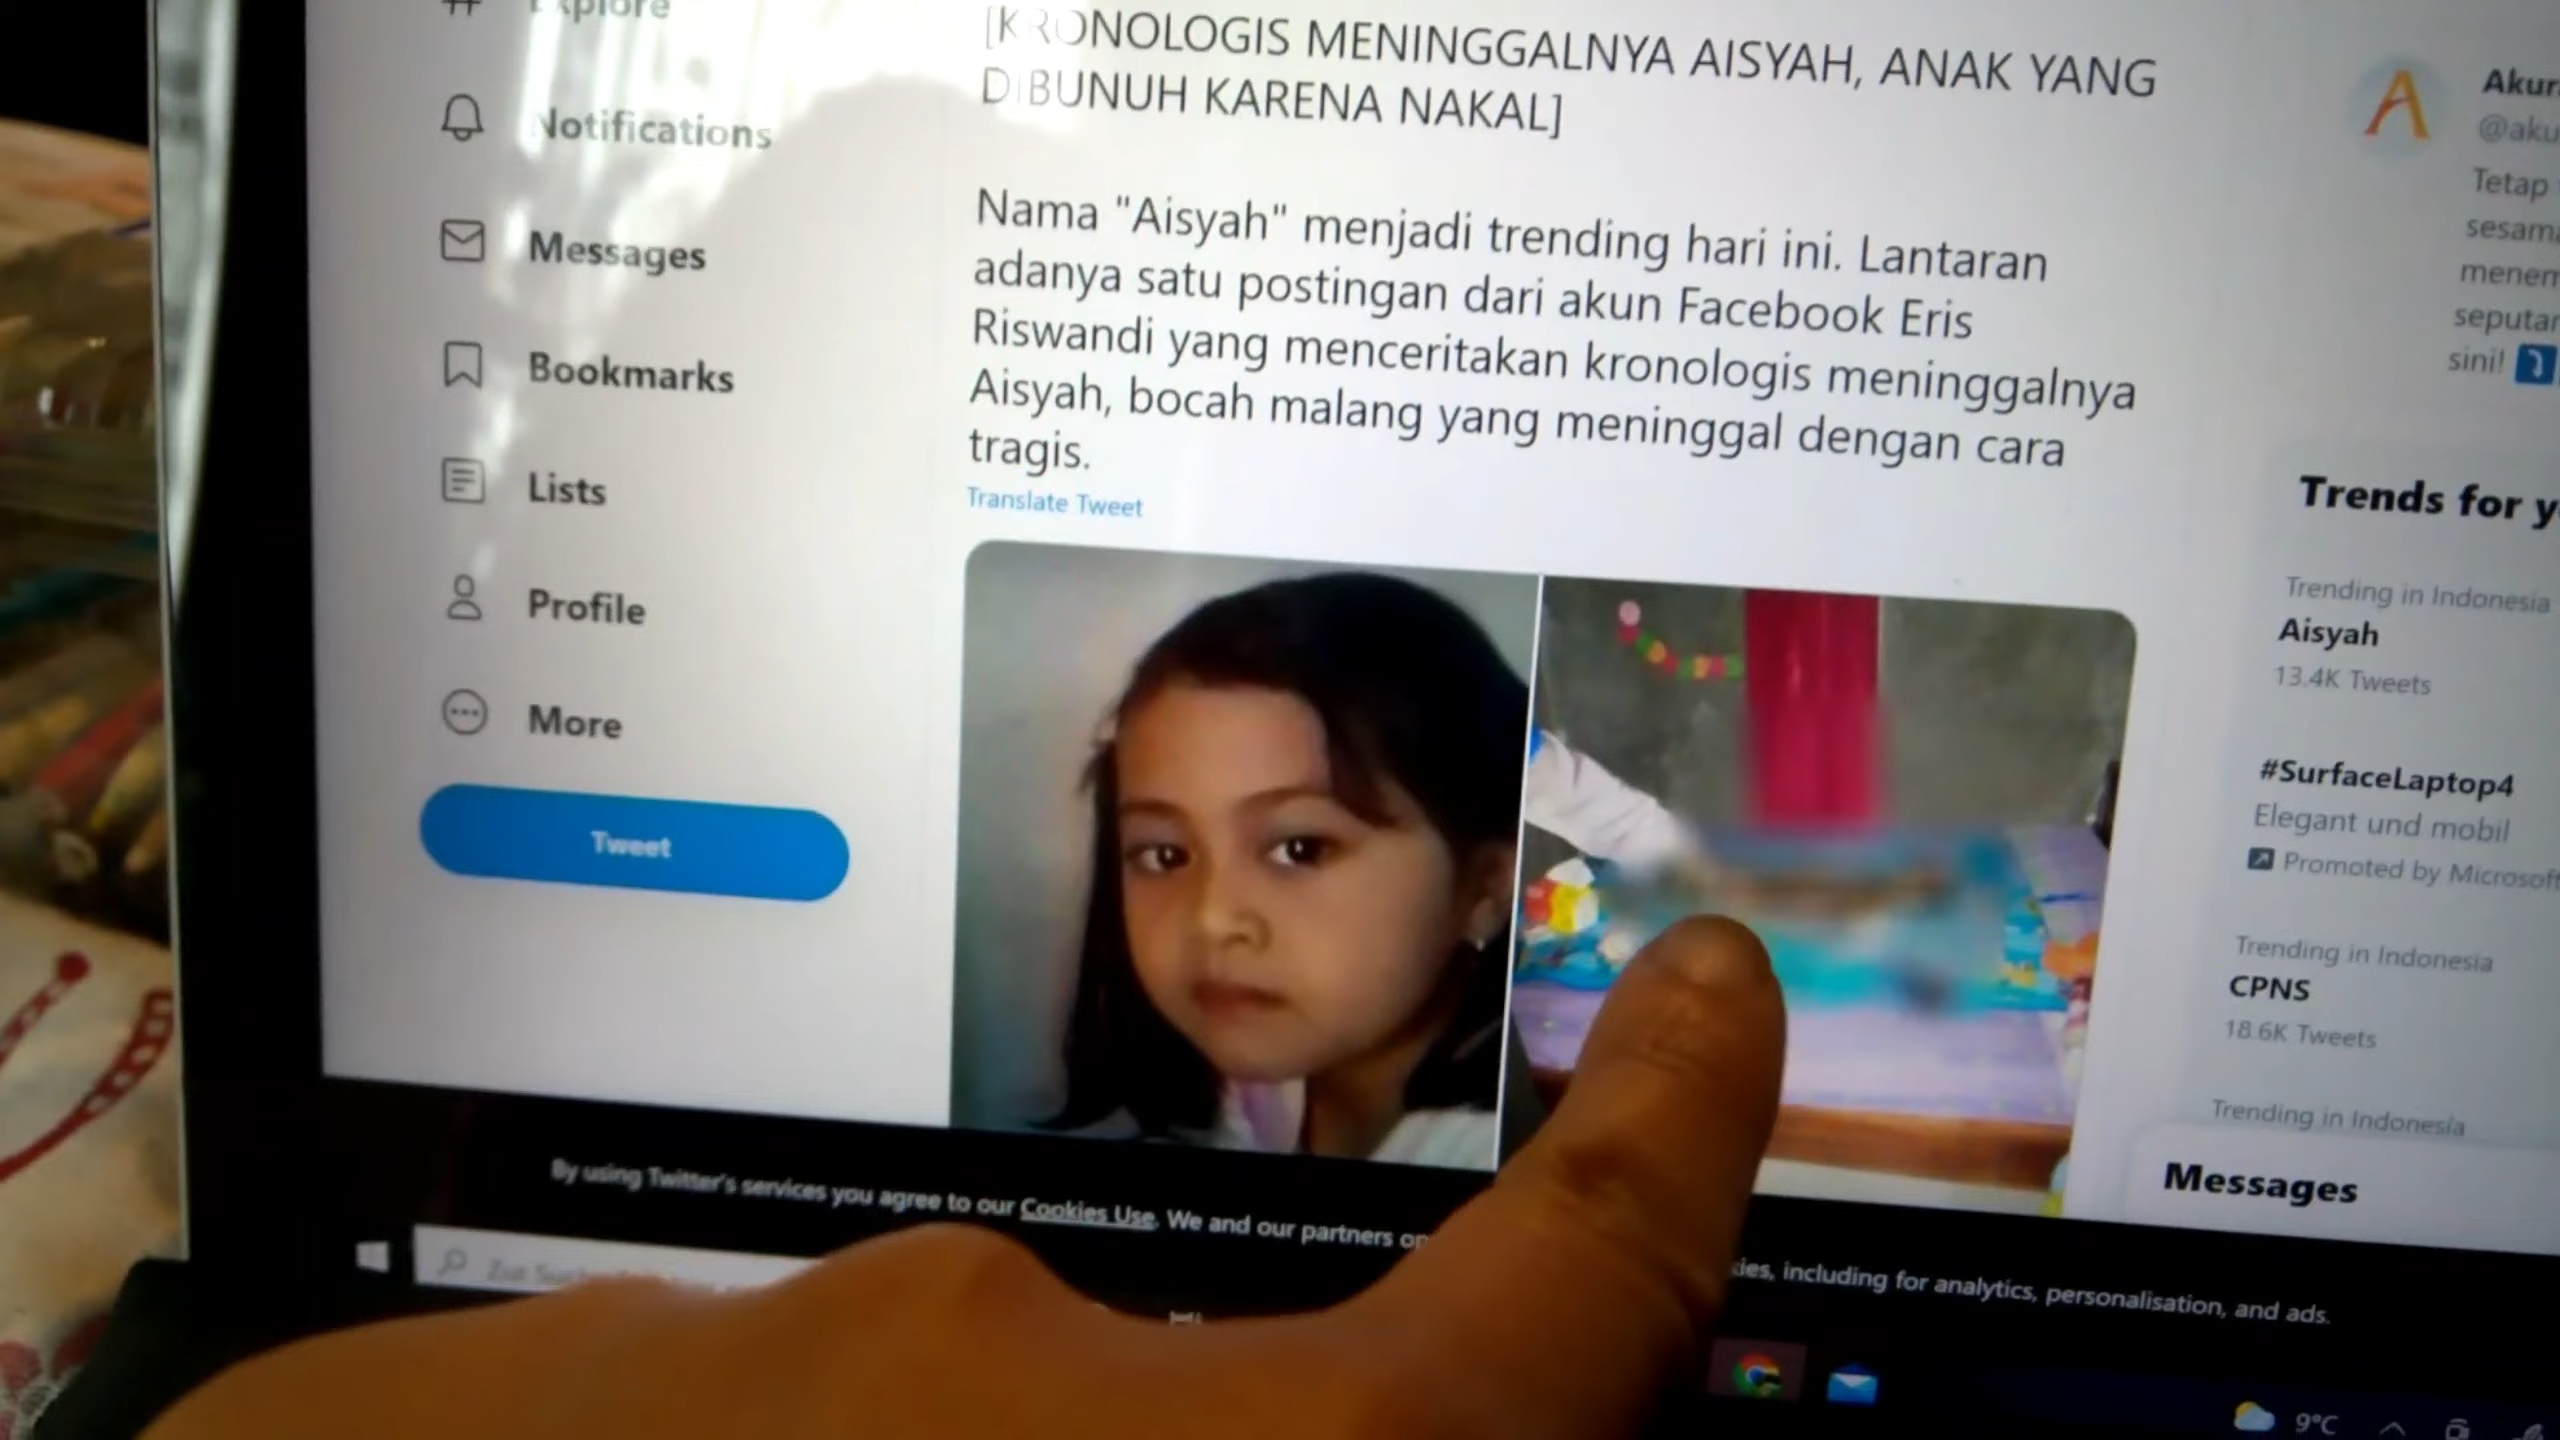 Explore
Notifications
Messages
Bookmarks
Lists
Profile
More
Tweet
[KRONOLOGIS MENINGGALNYA AISYAH, ANAK YANG
DIBUNUH KARENA NAKAL]
Nama "Aisyah" menjadi trending hari ini. Lantaran
adanya satu postingan dari akun Facebook Eris
Riswandi yang menceritakan kronologis meninggalnya
Aisyah, bocah malang yang meninggal dengan cara
tragis.
Translate Tweet
Akur
@aku
Tetap
sesama
menem
seputar
sini!
Trends for y
Trending in Indonesia
Aisyah
13.4K Tweets
#SurfaceLaptop4
Elegant und mobil
Promoted by Microsoft
Trending in Indonesia
CPNS
18.6K Tweets
Trending in Indonesia
Messages
By using Twitter's services you agree to our Cookies Use. We and our partners op
ies, including for analytics, personalisation, and ads.
9°C